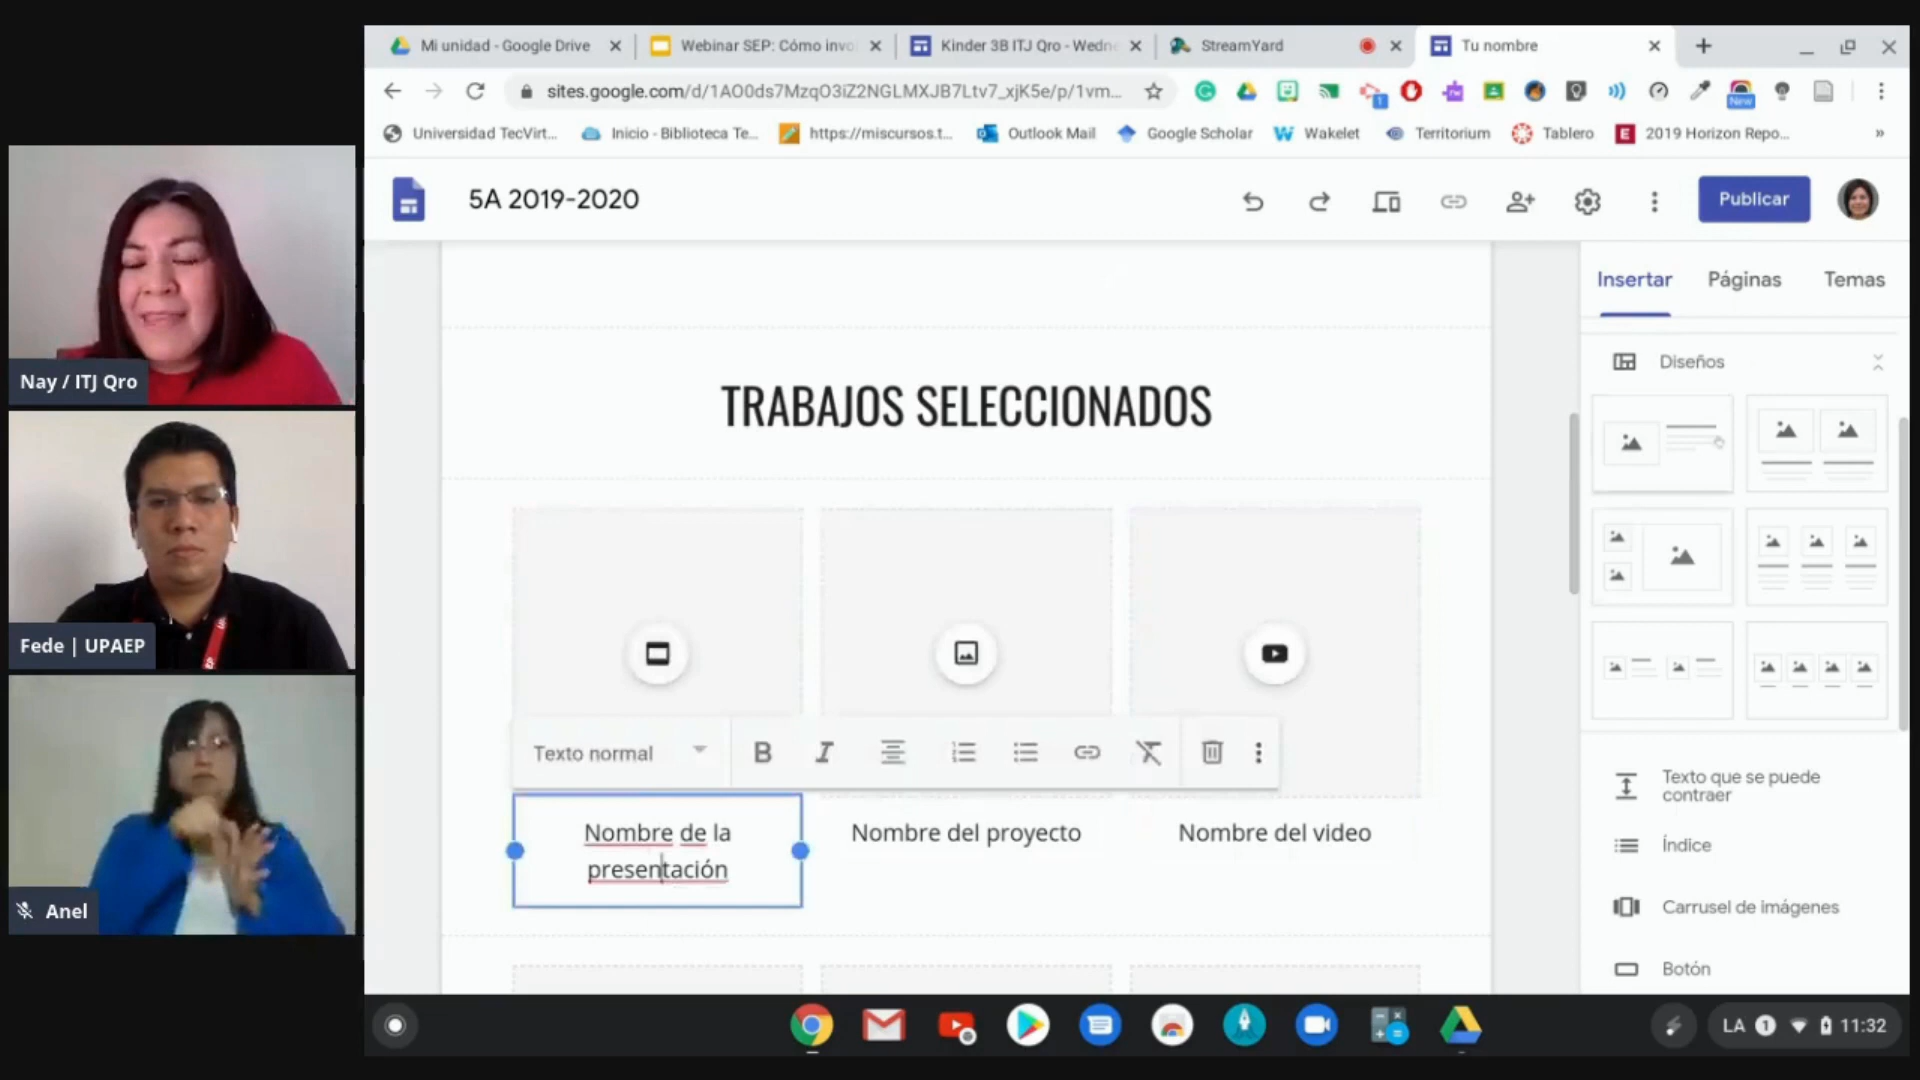 Mi unidad - Google Drive
Webinar SEP: Cómo invo
Kinder 3B ITJ Qro - Wedn
StreamYard
Tu nombre
sites.google.com/d/1AO0ds7MzqO3iZ2NGLMXJB7Ltv7_xjK5e/p/1vm...
1
New
Universidad TecVirt...
Inicio - Biblioteca Te...
https://miscursos.t...
Outlook Mail
Google Scholar
Wakelet
Territorium
Tablero
2019 Horizon Repo...
»
5A 2019-2020
Publicar
Insertar
Páginas
Temas
Diseños
TRABAJOS SELECCIONADOS
Texto normal
B
I
Nombre de la
presentación
Nombre del proyecto
Nombre del video
Texto que se puede
contraer
Índice
Carrusel de imágenes
Botón
Nay / ITJ Qro
Fede | UPAEP
Anel
LA
1
11:32